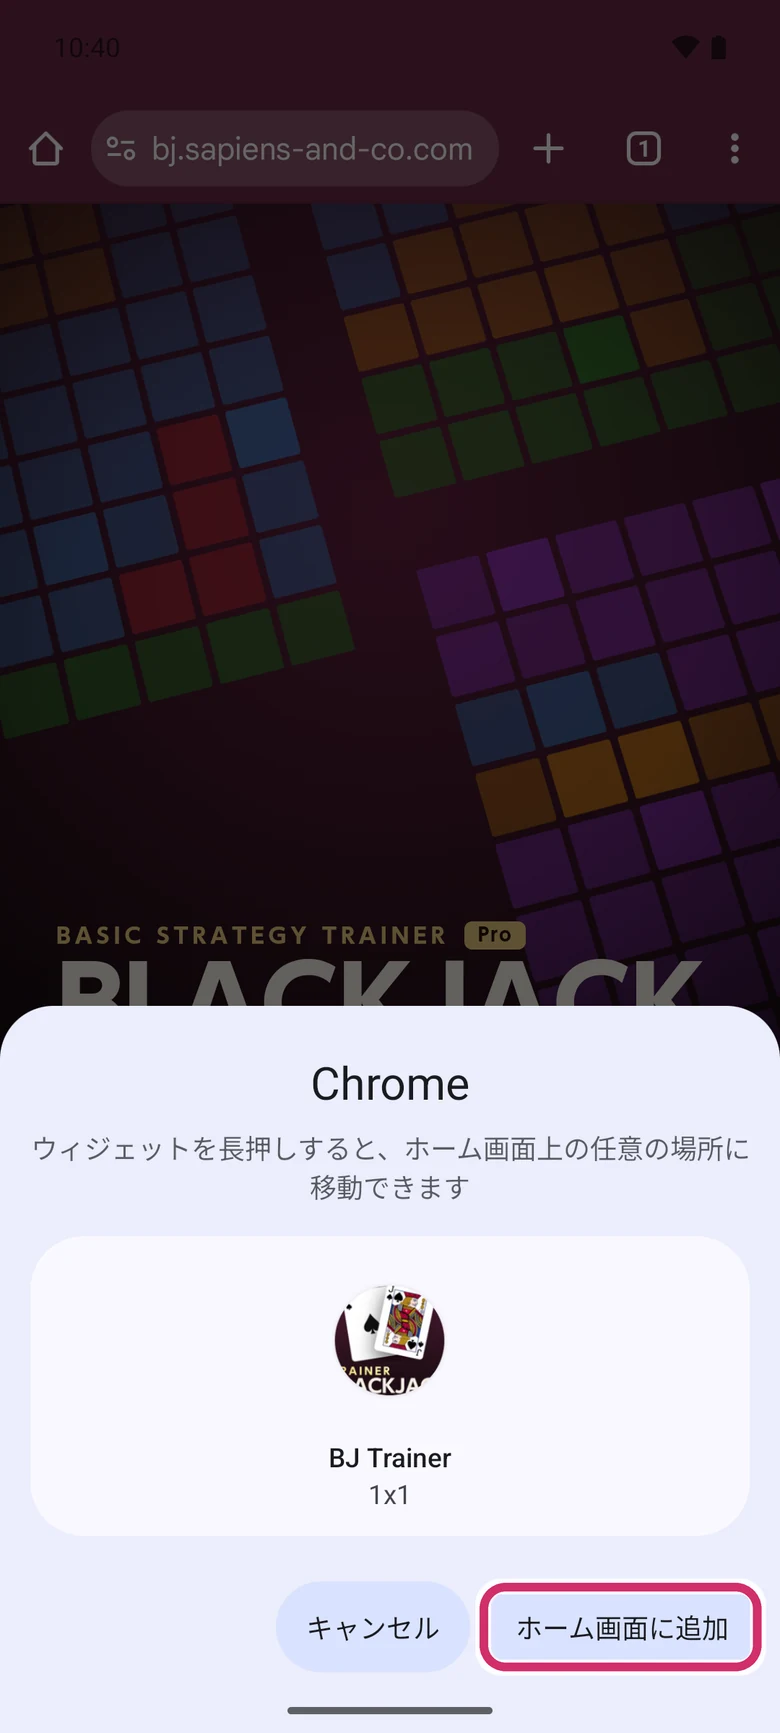 10:40
bj.sapiens-and-co.com
1
BASIC STRATEGY TRAINER Pro
BLACKJACK
Chrome
ウィジェットを長押しすると、ホーム画面上の任意の場所に
移動できます
BJ Trainer
1x1
キャンセル
ホーム画面に追加